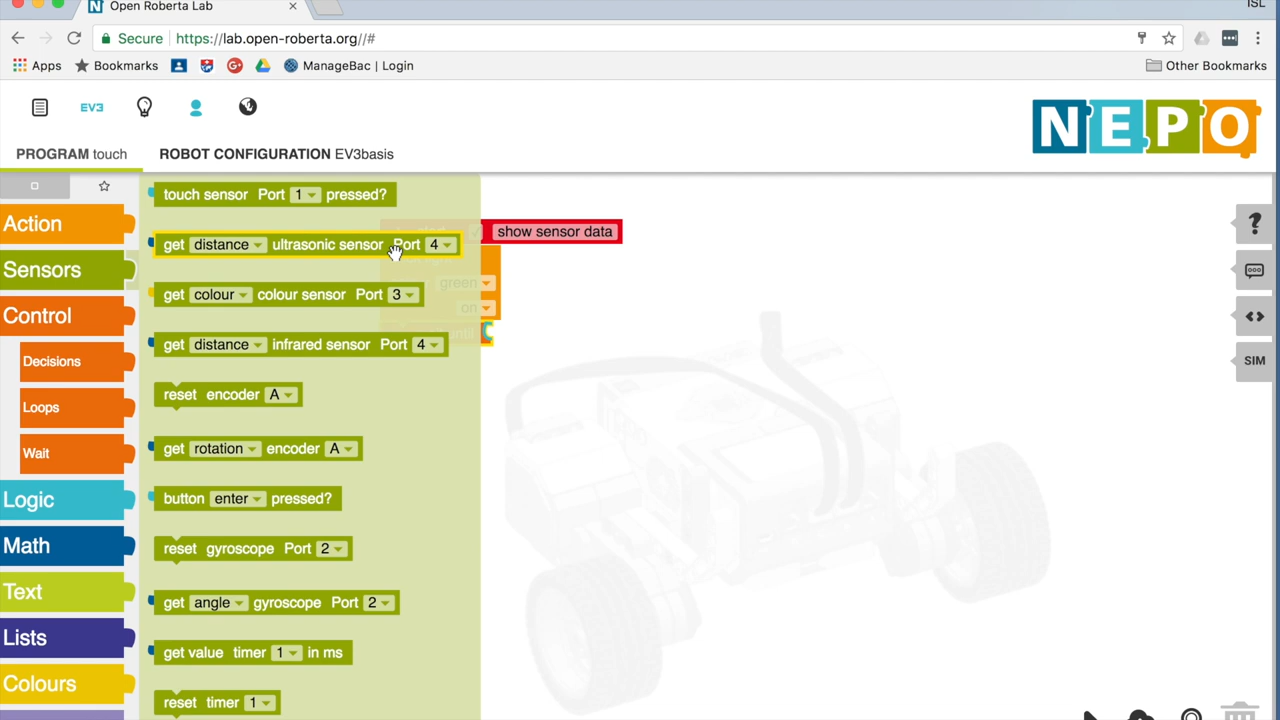 ISL
Open Roberta Lab
Secure https://lab.open-roberta.org//#
Apps Bookmarks ManageBac | Login Other Bookmarks
EV3
NEPO
PROGRAM touch ROBOT CONFIGURATION EV3basis
Action
Sensors
Control
Decisions
Loops
Wait
Logic
Math
Text
Lists
Colours
touch sensor Port 1 pressed?
get distance ultrasonic sensor Port 4
get colour colour sensor Port 3
get distance infrared sensor Port 4
reset encoder A
get rotation encoder A
button enter pressed?
reset gyroscope Port 2
get angle gyroscope Port 2
get value timer 1 in ms
reset timer 1
show sensor data
green
on
until
?
SIM